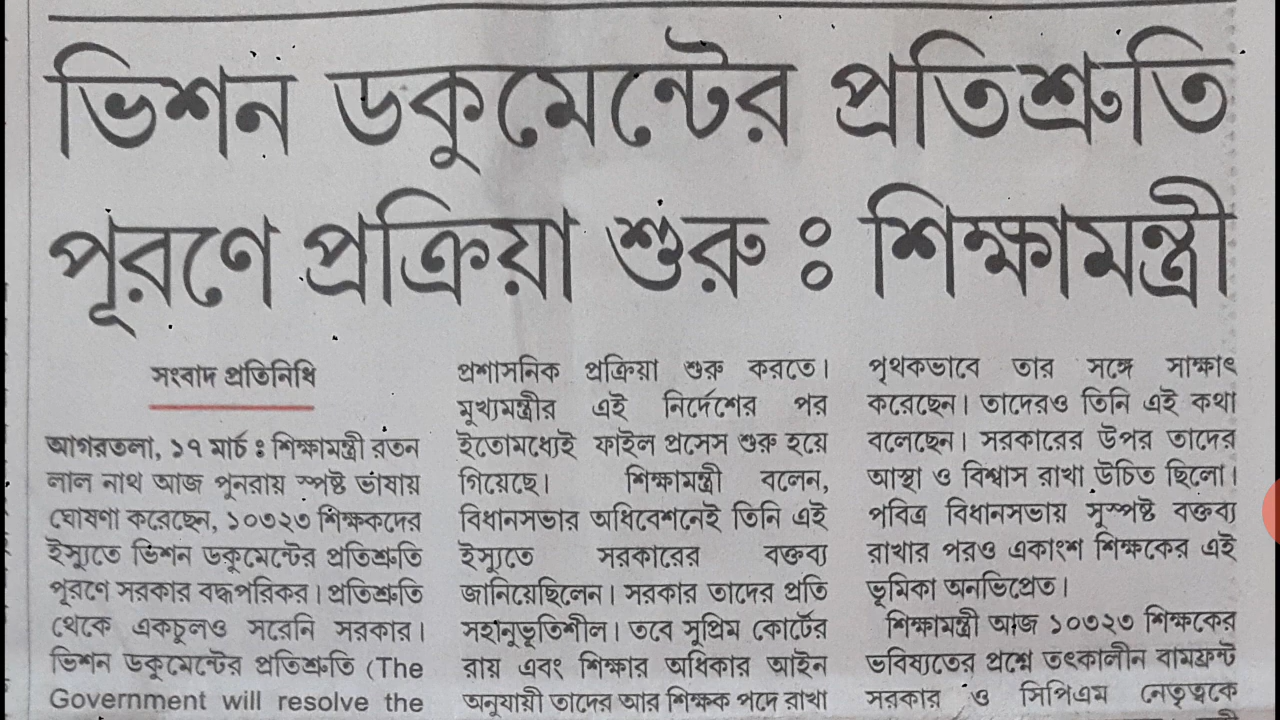 ভিশন ডকুমেন্টের প্রতিশ্রুতি
পূরণে প্রক্রিয়া শুরু : শিক্ষামন্ত্রী
সংবাদ প্রতিনিধি
আগরতলা, ১৭ মার্চ : শিক্ষামন্ত্রী রতন
লাল নাথ আজ পুনরায় স্পষ্ট ভাষায়
ঘোষণা করেছেন, ১০৩২৩ শিক্ষকদের
ইস্যুতে ভিশন ডকুমেন্টের প্রতিশ্রুতি
পূরণে সরকার বদ্ধপরিকর। প্রতিশ্রুতি
থেকে একচুলও সরেনি সরকার।
ভিশন ডকুমেন্টের প্রতিশ্রুতি (The
Government will resolve the
প্রশাসনিক প্রক্রিয়া শুরু করতে।
মুখ্যমন্ত্রীর এই নির্দেশের পর
ইতোমধ্যেই ফাইল প্রসেস শুরু হয়ে
গিয়েছে। শিক্ষামন্ত্রী বলেন,
বিধানসভার অধিবেশনেই তিনি এই
ইস্যুতে সরকারের বক্তব্য
জানিয়েছিলেন। সরকার তাদের প্রতি
সহানুভূতিশীল। তবে সুপ্রিম কোর্টের
রায় এবং শিক্ষার অধিকার আইন
অনুযায়ী তাদের আর শিক্ষক পদে রাখা
পৃথকভাবে তার সঙ্গে সাক্ষাৎ
করেছেন। তাদেরও তিনি এই কথা
বলেছেন। সরকারের উপর তাদের
আস্থা ও বিশ্বাস রাখা উচিত ছিলো।
পবিত্র বিধানসভায় সুস্পষ্ট বক্তব্য
রাখার পরও একাংশ শিক্ষকের এই
ভূমিকা অনভিপ্রেত।
শিক্ষামন্ত্রী আজ ১০৩২৩ শিক্ষকের
ভবিষ্যতের প্রশ্নে তৎকালীন বামফ্রন্ট
সরকার ও সিপিএম নেতৃত্বকে